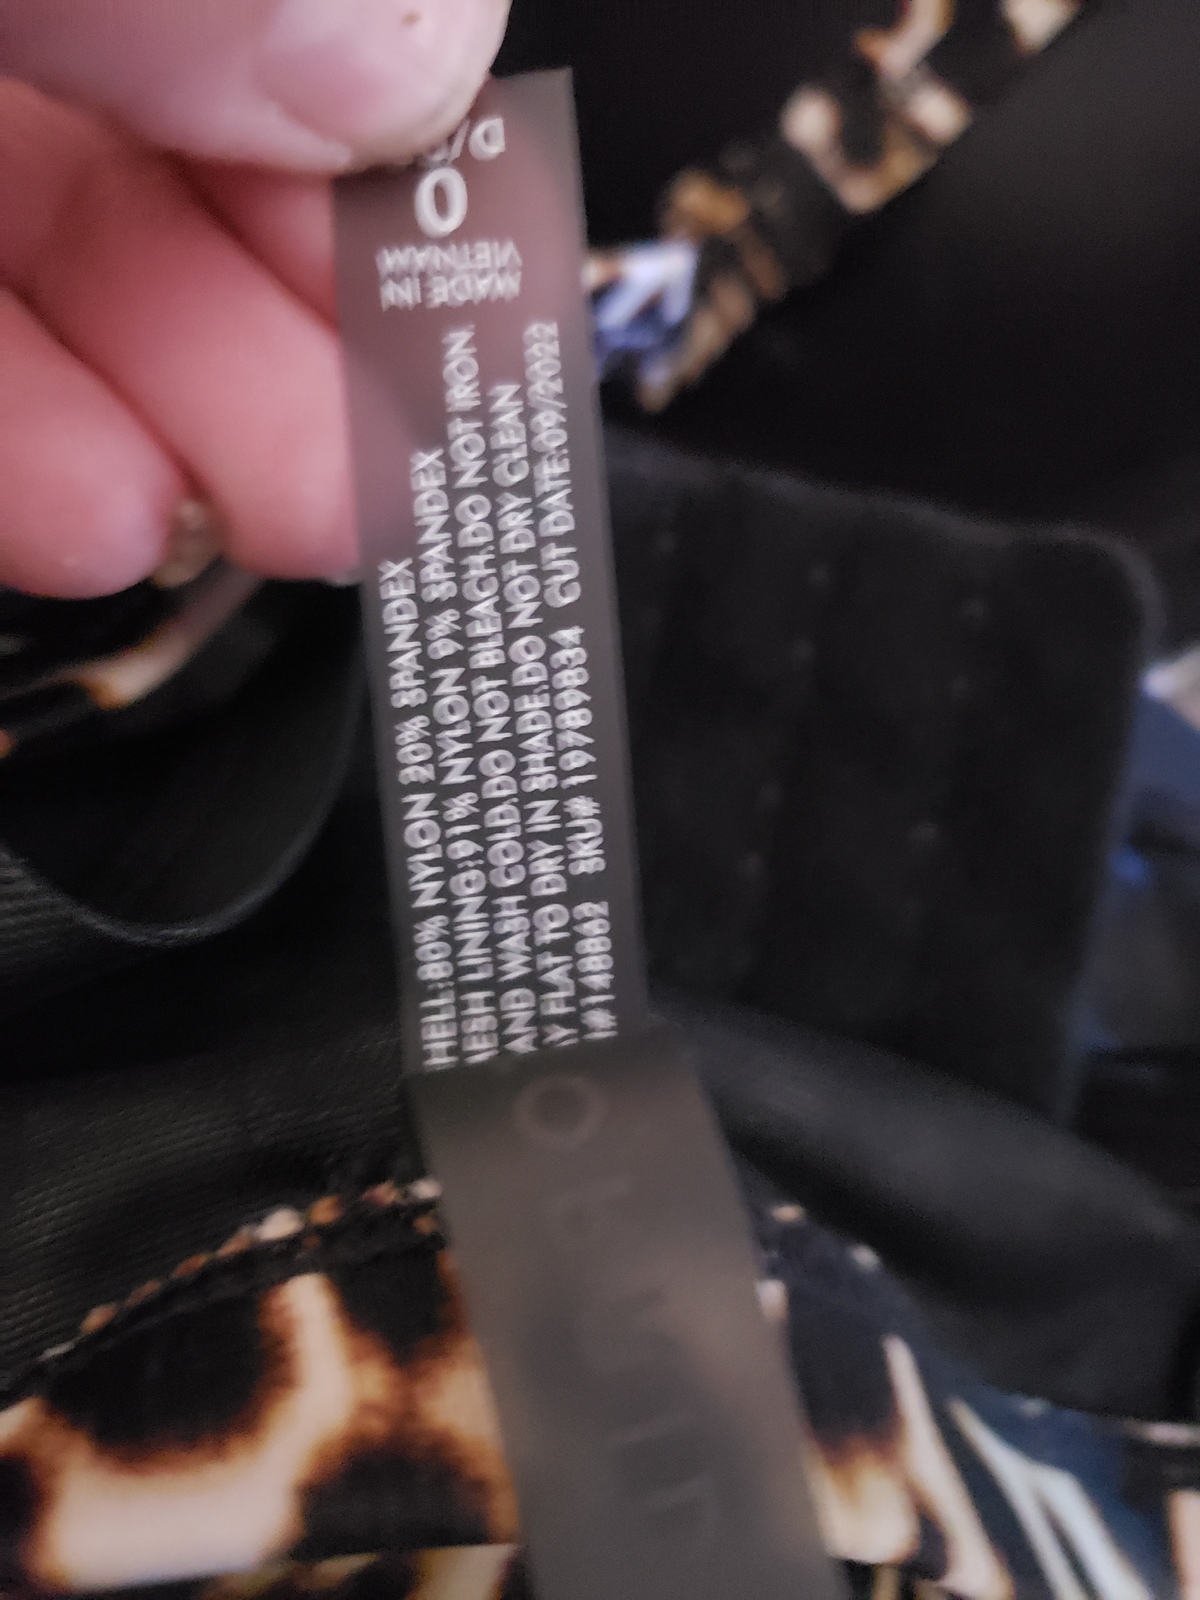 0
MADE IN
VIETNAM
HELL:80% NYLON 20% SPANDEX
ESH LINING:91% NYLON 9% SPANDEX
AND WASH COLD.DO NOT BLEACH.DO NOT IRON.
Y FLAT TO DRY IN SHADE.DO NOT DRY CLEAN
#148862 SKU# 19789834 CUT DATE:09/2022